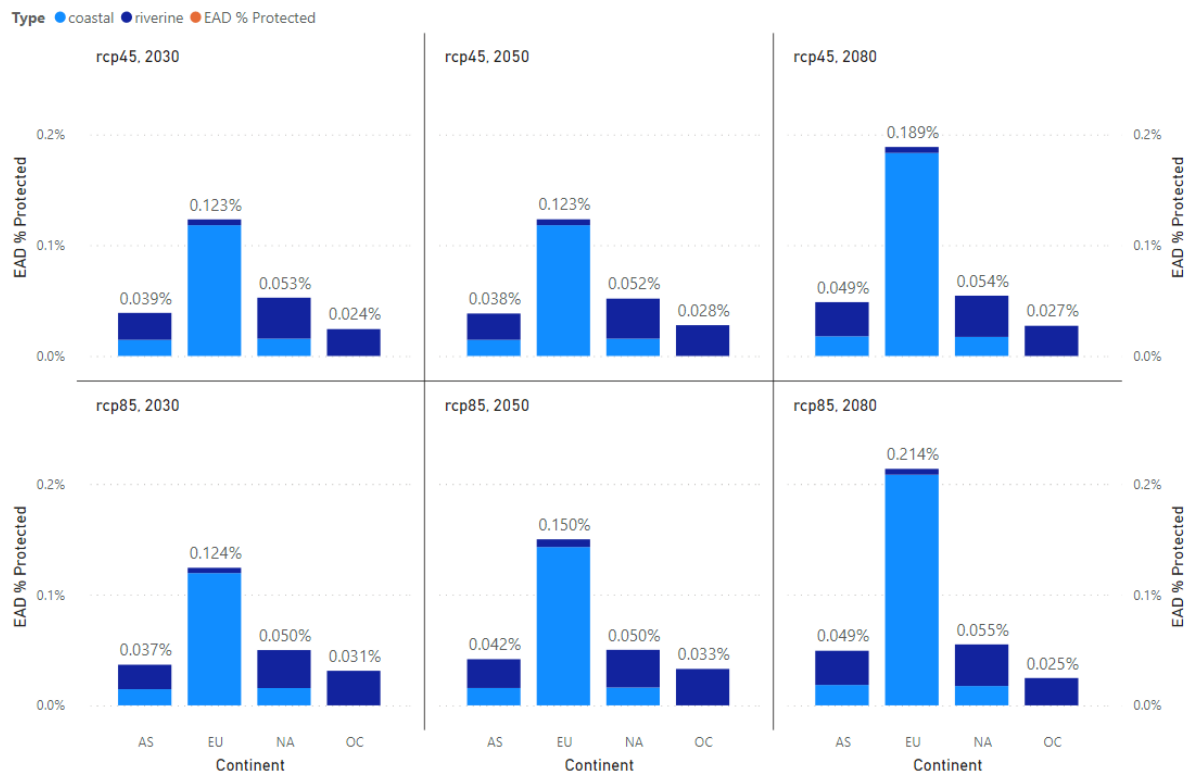 Type coastal riverine EAD % Protected
rcp45, 2030
rcp45, 2050
rcp45, 2080
EAD % Protected
0.2%
0.1%
0.0%
0.039%
0.123%
0.053%
0.024%
0.038%
0.123%
0.052%
0.028%
0.049%
0.189%
0.054%
0.027%
0.2%
0.1%
0.0%
EAD % Protected
rcp85, 2030
rcp85, 2050
rcp85, 2080
EAD % Protected
0.2%
0.1%
0.0%
0.037%
0.124%
0.050%
0.031%
0.042%
0.150%
0.050%
0.033%
0.049%
0.214%
0.055%
0.025%
0.2%
0.1%
0.0%
EAD % Protected
AS EU NA OC
AS EU NA OC
AS EU NA OC
Continent
Continent
Continent